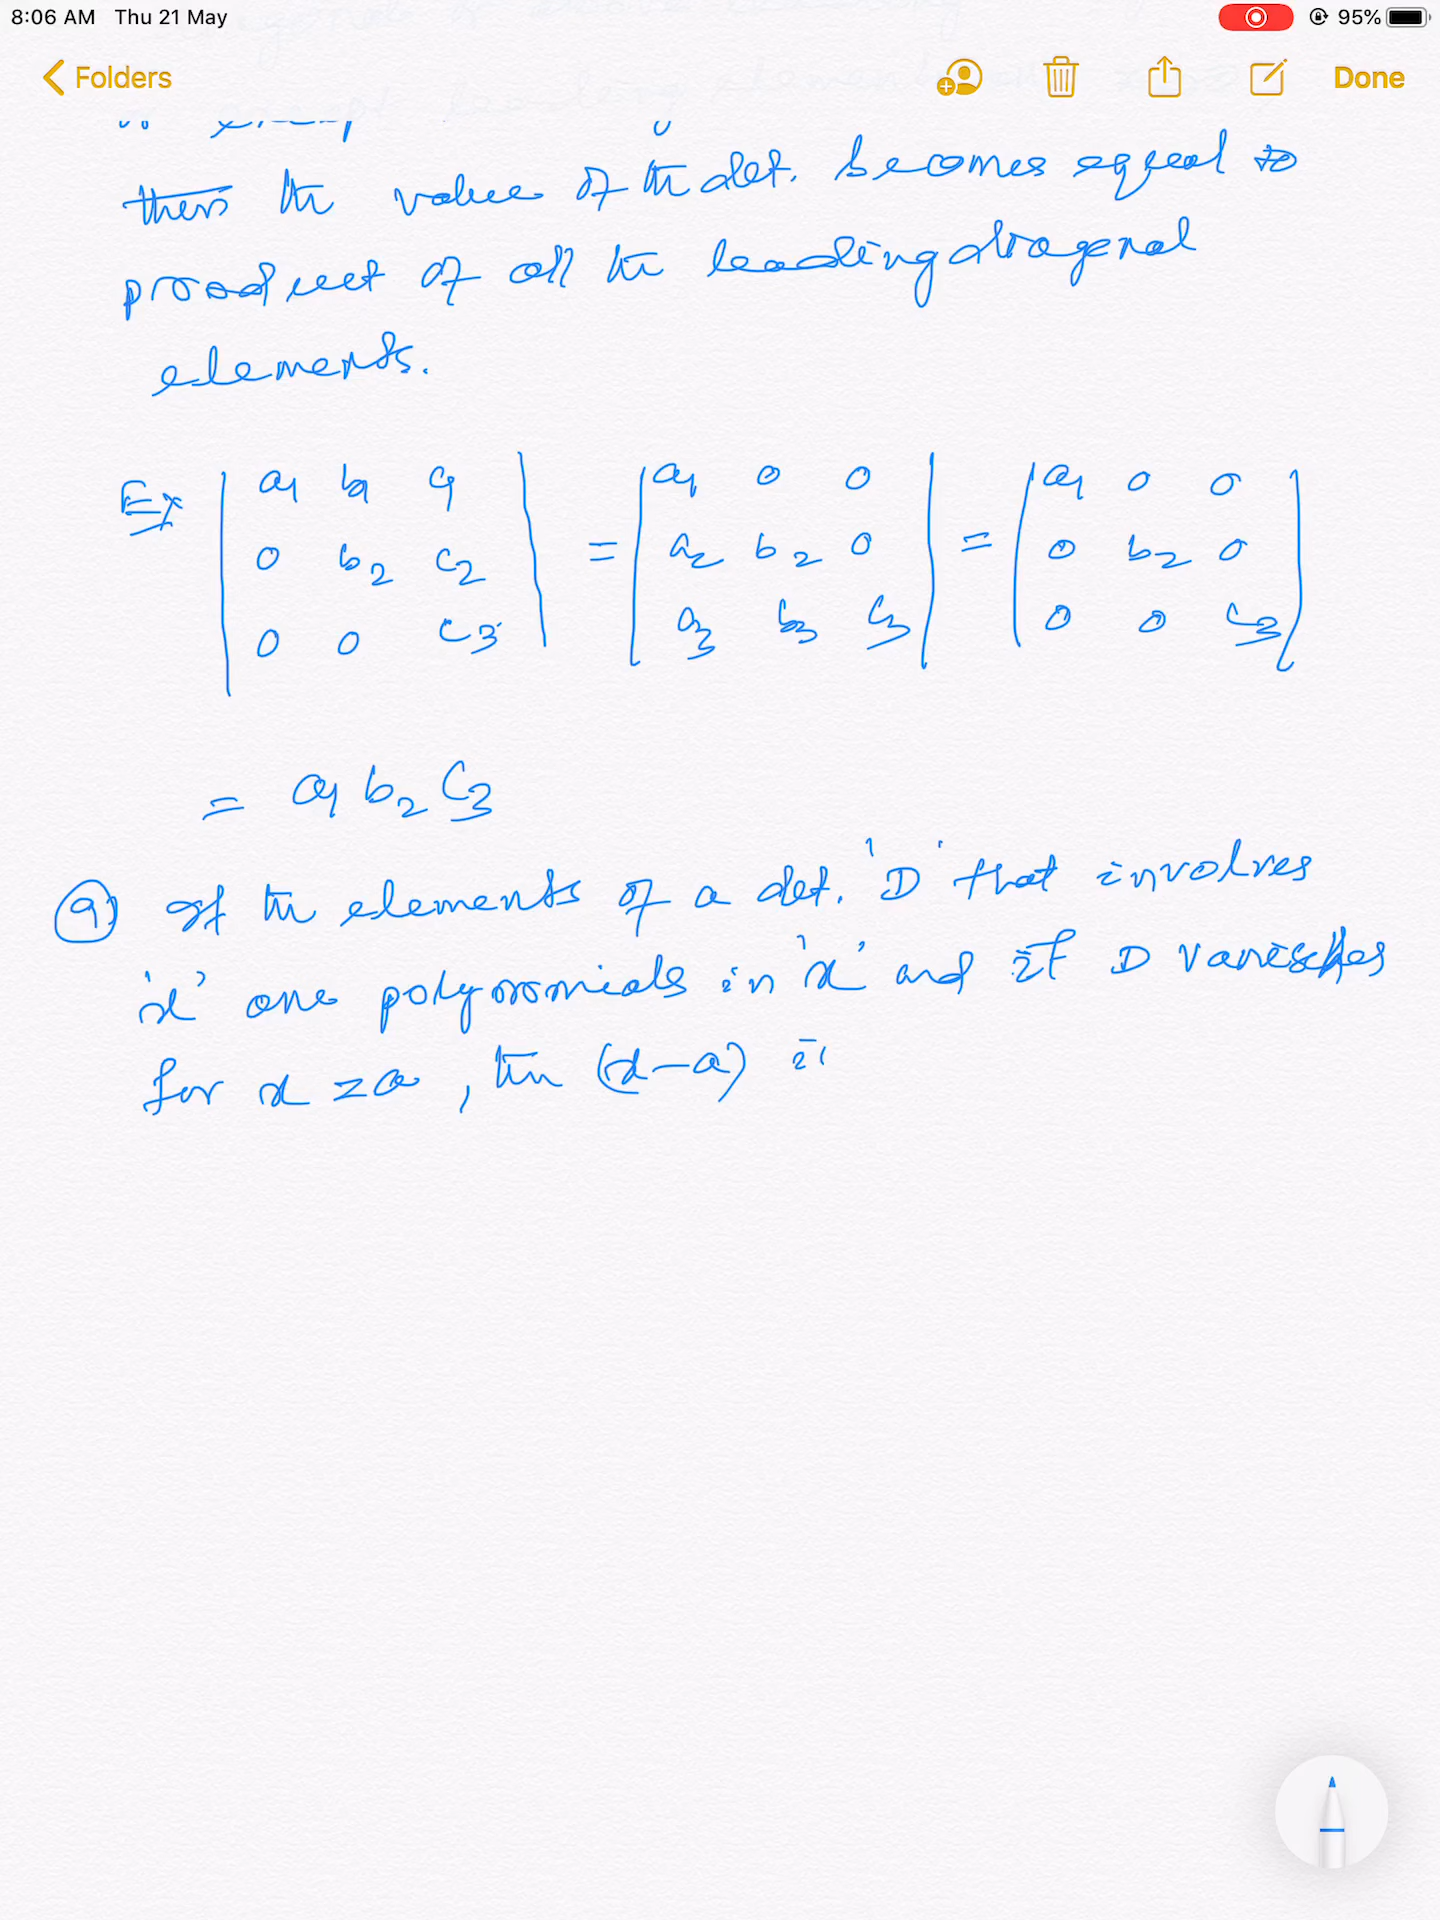 8:06 AM Thu 21 May 95%
Folders Done
then the value of the det. becomes equal to
product of all the leading diagonal
elements.
Ex | a1 b1 c1 | = | a1 0 0 | = | a1 0 0 |
| 0 b2 c2 | | a2 b2 0 | | 0 b2 0 |
| 0 0 c3 | | a3 b3 c3 | | 0 0 c3 |
= a1 b2 c3
9) If the elements of a det. 'D' that involves
'x' are polynomials in 'x' and if D vanishes
for x = a, then (x-a) i